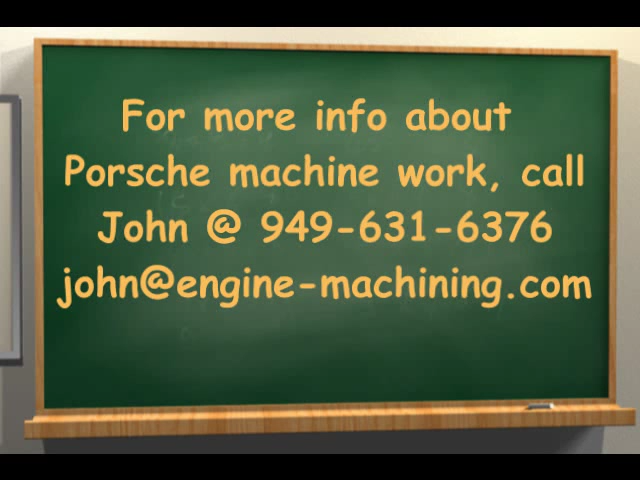 For more info about
Porsche machine work, call
John @ 949-631-6376
john@engine-machining.com